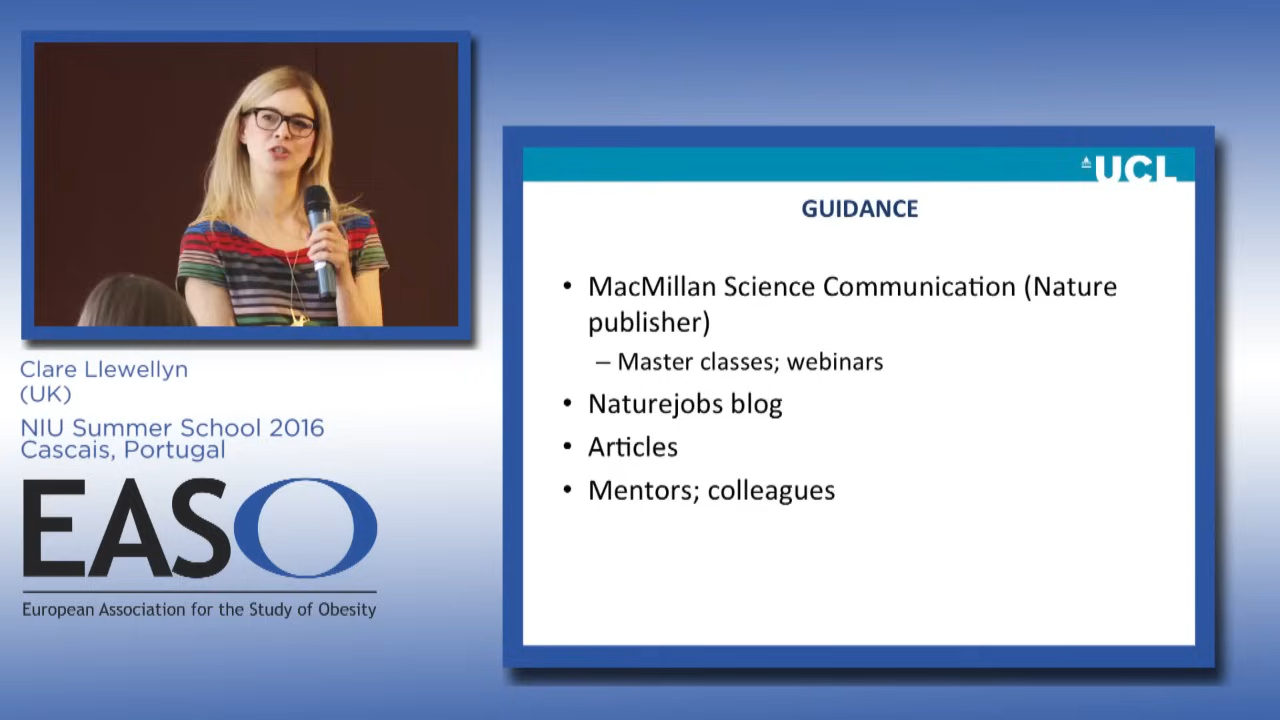 Clare Llewellyn
(UK)
NIU Summer School 2016
Cascais, Portugal
EASO
European Association for the Study of Obesity
UCL
GUIDANCE
• MacMillan Science Communication (Nature
publisher)
– Master classes; webinars
• Naturejobs blog
• Articles
• Mentors; colleagues